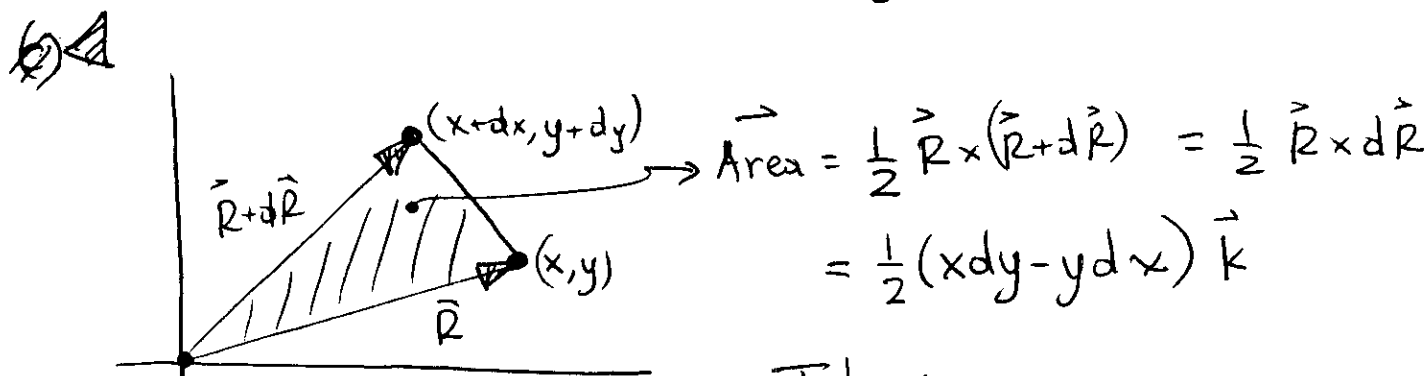 c)
(x+dx, y+dy)
R⃗+dR⃗
→ Area⃗ = ½ R⃗ × (R⃗+dR⃗) = ½ R⃗ × dR⃗
= ½ (xdy-ydx) k⃗
(x,y)
R⃗